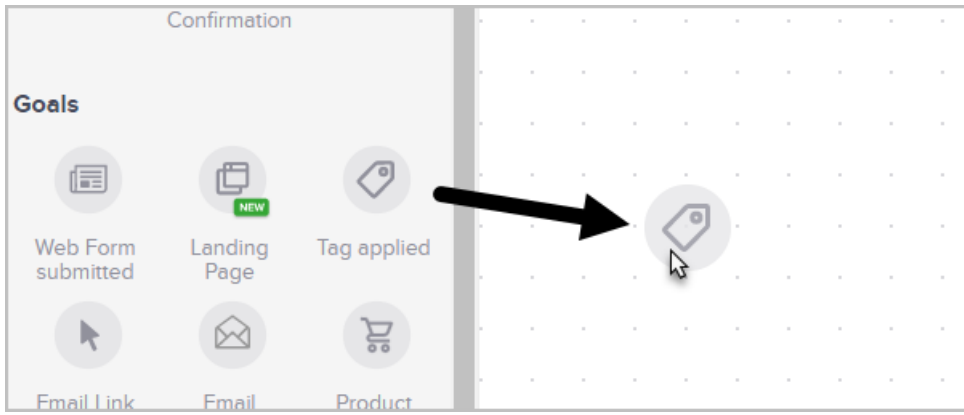 Confirmation
Goals
NEW
Web Form Landing Tag applied
submitted Page
Email Link Email Product